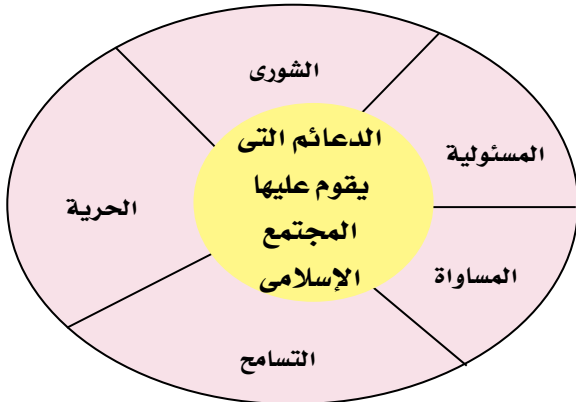 الشورى
المسئولية
الدعائم التى
يقوم عليها
المجتمع
الإسلامى
الحرية
المساواة
التسامح